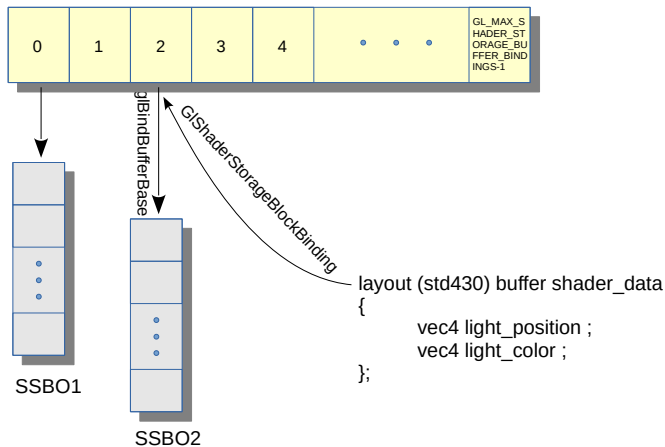 0 1 2 3 4
GL_MAX_S
HADER_ST
ORAGE_BU
FFER_BIND
INGS-1
glBindBufferBase
GlShaderStorageBlockBinding
layout (std430) buffer shader_data
{
vec4 light_position ;
vec4 light_color ;
};
SSBO1
SSBO2